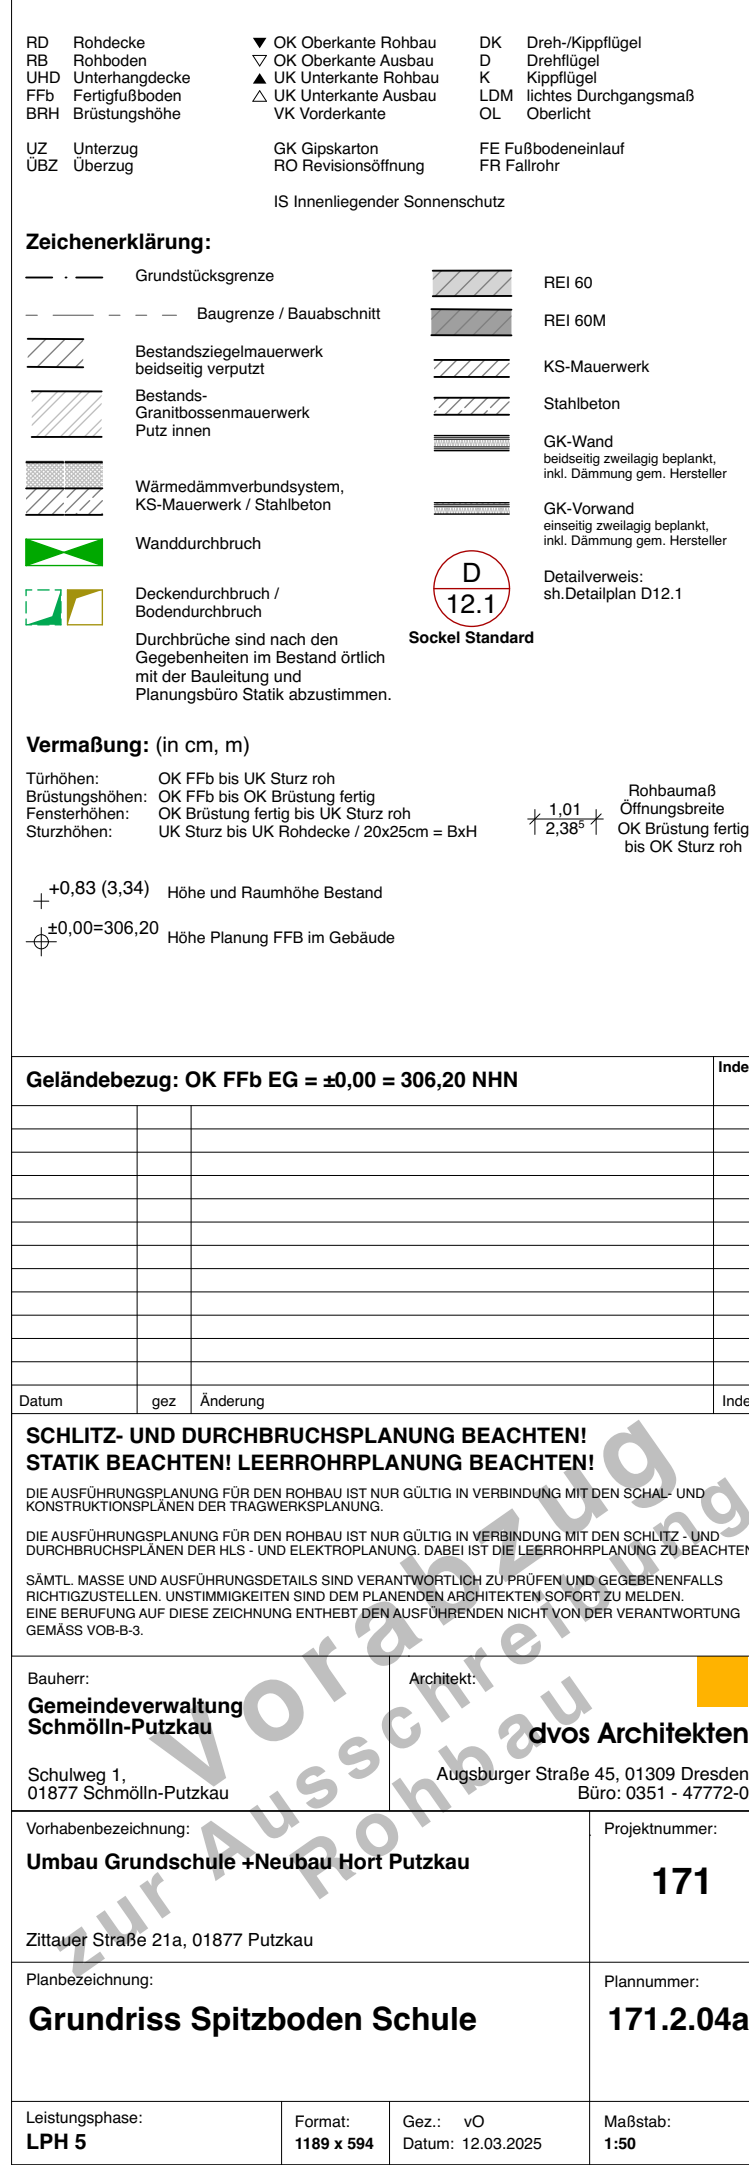 RD Rohdecke ▼ OK Oberkante Rohbau DK Dreh-/Kippflügel
RB Rohboden ▽ OK Oberkante Ausbau D Drehflügel
UHD Unterhangdecke ▲ UK Unterkante Rohbau K Kippflügel
FFb Fertigfußboden △ UK Unterkante Ausbau LDM lichtes Durchgangsmaß
BRH Brüstungshöhe VK Vorderkante OL Oberlicht
UZ Unterzug GK Gipskarton FE Fußbodeneinlauf
ÜBZ Überzug RO Revisionsöffnung FR Fallrohr
IS Innenliegender Sonnenschutz
Zeichenerklärung:
Grundstücksgrenze
Baugrenze / Bauabschnitt
Bestandsziegelmauerwerk
beidseitig verputzt
Bestands-
Granitbossenmauerwerk
Putz innen
Wärmedämmverbundsystem,
KS-Mauerwerk / Stahlbeton
Wanddurchbruch
Deckendurchbruch /
Bodendurchbruch
Durchbrüche sind nach den
Gegebenheiten im Bestand örtlich
mit der Bauleitung und
Planungsbüro Statik abzustimmen.
REI 60
REI 60M
KS-Mauerwerk
Stahlbeton
GK-Wand
beidseitig zweilagig beplankt,
inkl. Dämmung gem. Hersteller
GK-Vorwand
einseitig zweilagig beplankt,
inkl. Dämmung gem. Hersteller
D
12.1
Sockel Standard
Detailverweis:
sh.Detailplan D12.1
Vermaßung: (in cm, m)
Türhöhen: OK FFb bis UK Sturz roh
Brüstungshöhen: OK FFb bis OK Brüstung fertig
Fensterhöhen: OK Brüstung fertig bis UK Sturz roh
Sturzhöhen: UK Sturz bis UK Rohdecke / 20x25cm = BxH
1,01
2,38⁵
Rohbaumaß
Öffnungsbreite
OK Brüstung fertig
bis OK Sturz roh
+0,83 (3,34) Höhe und Raumhöhe Bestand
±0,00=306,20 Höhe Planung FFB im Gebäude
Geländebezug: OK FFb EG = ±0,00 = 306,20 NHN
Inde
Datum gez Änderung Inde
SCHLITZ- UND DURCHBRUCHSPLANUNG BEACHTEN!
STATIK BEACHTEN! LEERROHRPLANUNG BEACHTEN!
DIE AUSFÜHRUNGSPLANUNG FÜR DEN ROHBAU IST NUR GÜLTIG IN VERBINDUNG MIT DEN SCHAL- UND
KONSTRUKTIONSPLÄNEN DER TRAGWERKSPLANUNG.
DIE AUSFÜHRUNGSPLANUNG FÜR DEN ROHBAU IST NUR GÜLTIG IN VERBINDUNG MIT DEN SCHLITZ - UND
DURCHBRUCHSPLÄNEN DER HLS - UND ELEKTROPLANUNG. DABEI IST DIE LEERROHRPLANUNG ZU BEACHTEN
SÄMTL. MASSE UND AUSFÜHRUNGSDETAILS SIND VERANTWORTLICH ZU PRÜFEN UND GEGEBENENFALLS
RICHTIGZUSTELLEN. UNSTIMMIGKEITEN SIND DEM PLANENDEN ARCHITEKTEN SOFORT ZU MELDEN.
EINE BERUFUNG AUF DIESE ZEICHNUNG ENTHEBT DEN AUSFÜHRENDEN NICHT VON DER VERANTWORTUNG
GEMÄSS VOB-B-3.
Vorabzug
zur Ausschreibung
Rohbau
Bauherr:
Gemeindeverwaltung
Schmölln-Putzkau
Schulweg 1,
01877 Schmölln-Putzkau
Architekt:
dvos Architekten
Augsburger Straße 45, 01309 Dresden
Büro: 0351 - 47772-0
Vorhabenbezeichnung:
Umbau Grundschule +Neubau Hort Putzkau
Zittauer Straße 21a, 01877 Putzkau
Projektnummer:
171
Planbezeichnung:
Grundriss Spitzboden Schule
Plannummer:
171.2.04a
Leistungsphase:
LPH 5
Format:
1189 x 594
Gez.: vO
Datum: 12.03.2025
Maßstab:
1:50